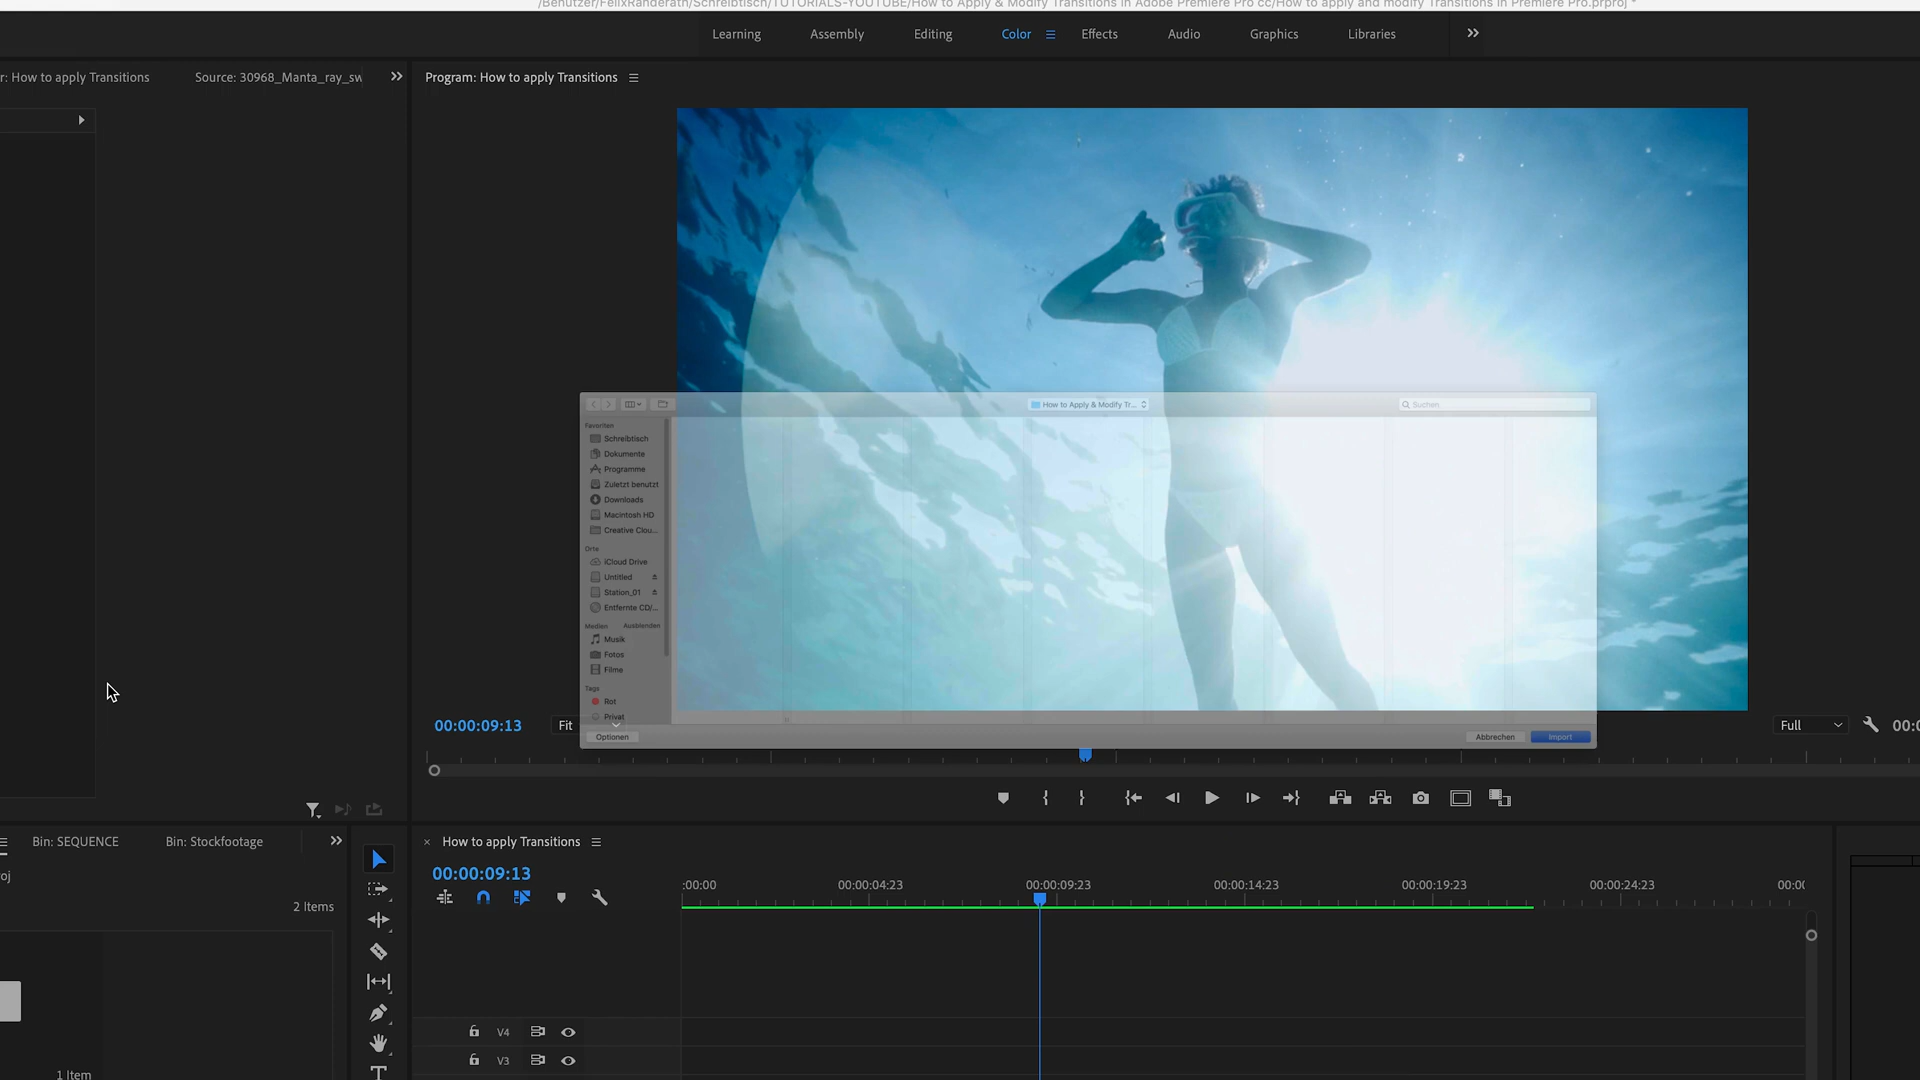 /Benutzer/FelixRanderath/Schreibtisch/TUTORIALS-YOUTUBE/How to Apply & Modify Transitions in Adobe Premiere Pro cc/How to apply and modify Transitions in Premiere Pro.prproj *
Learning Assembly Editing Color Effects Audio Graphics Libraries
r: How to apply Transitions Source: 30968_Manta_ray_sw
Program: How to apply Transitions
How to Apply & Modify Tr...
Suchen
Favoriten
Schreibtisch
Dokumente
Programme
Zuletzt benutzt
Downloads
Macintosh HD
Creative Clou...
Orte
iCloud Drive
Untitled
Station_01
Entfernte CD/...
Medien Ausblenden
Musik
Fotos
Filme
Tags
Rot
Privat
Optionen
Abbrechen Import
00:00:09:13 Fit
Full 00:0
Bin: SEQUENCE Bin: Stockfootage
oj
2 Items
1 Item
× How to apply Transitions
00:00:09:13
:00:00 00:00:04:23 00:00:09:23 00:00:14:23 00:00:19:23 00:00:24:23 00:00
V4
V3